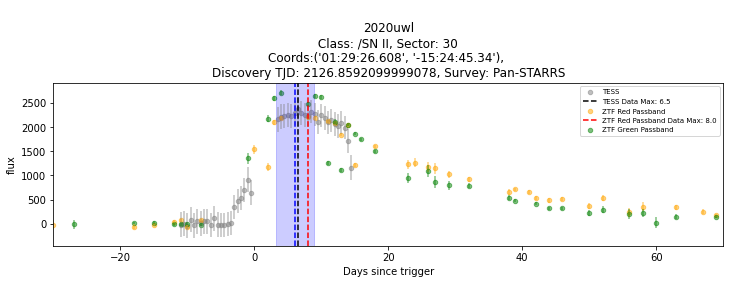 2020uwl
Class: /SN II, Sector: 30
Coords:('01:29:26.608', '-15:24:45.34'),
Discovery TJD: 2126.8592099999078, Survey: Pan-STARRS
TESS
TESS Data Max: 6.5
ZTF Red Passband
ZTF Red Passband Data Max: 8.0
ZTF Green Passband
flux
2500
2000
1500
1000
500
0
−20
0
20
40
60
Days since trigger